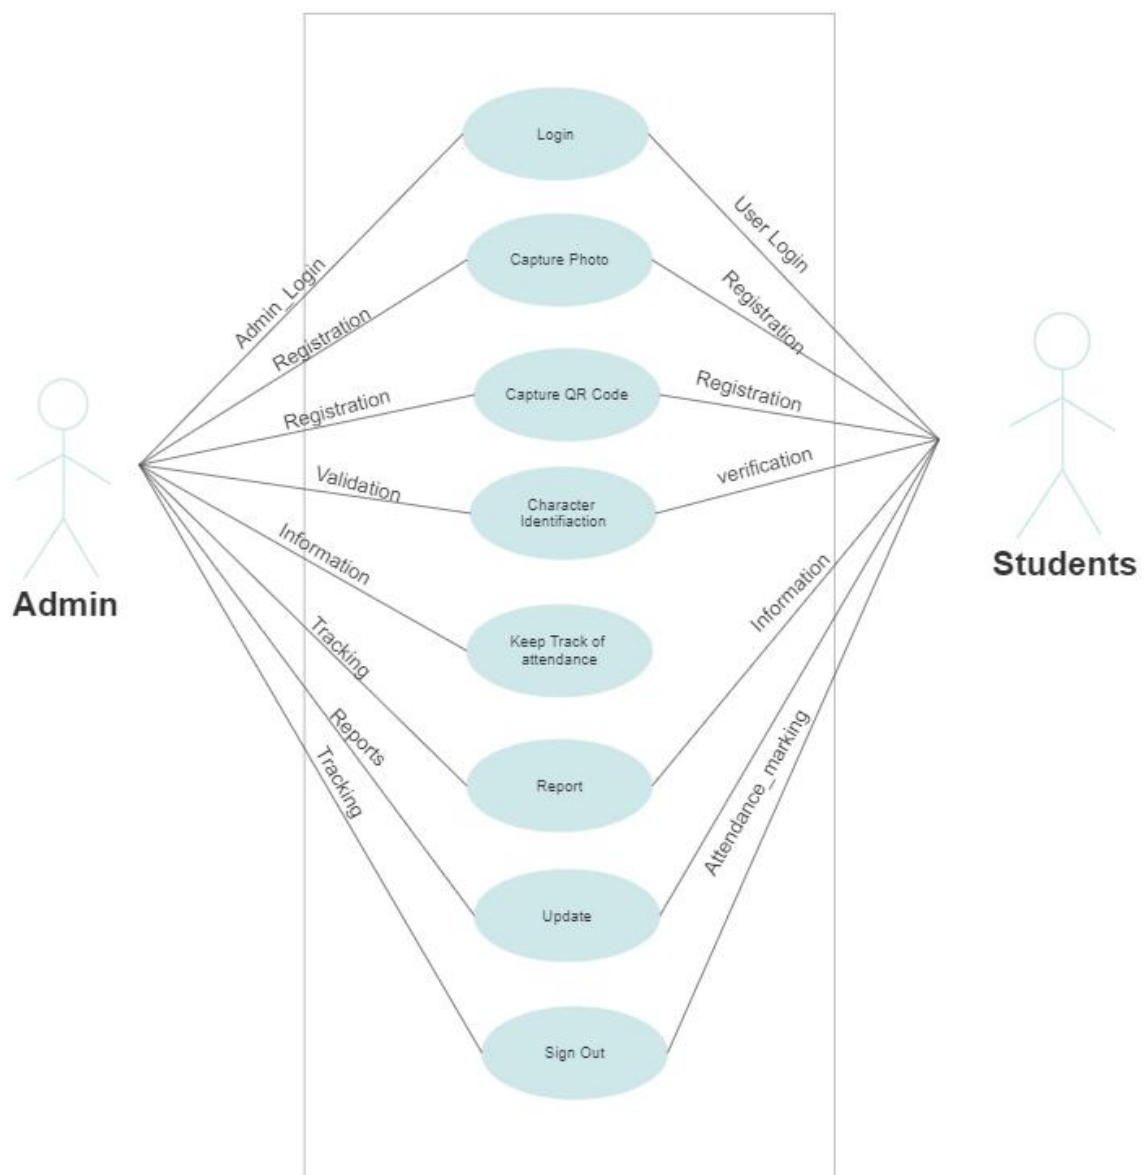 Login
User Login
Admin_Login
Capture Photo
Registration
Registration
Registration
Capture QR Code
Registration
Validation
Character
Identifiaction
verification
Students
Admin
Information
Keep Track of
attendance
Information
Tracking
Reports
Tracking
Report
Attendance_marking
Update
Sign Out